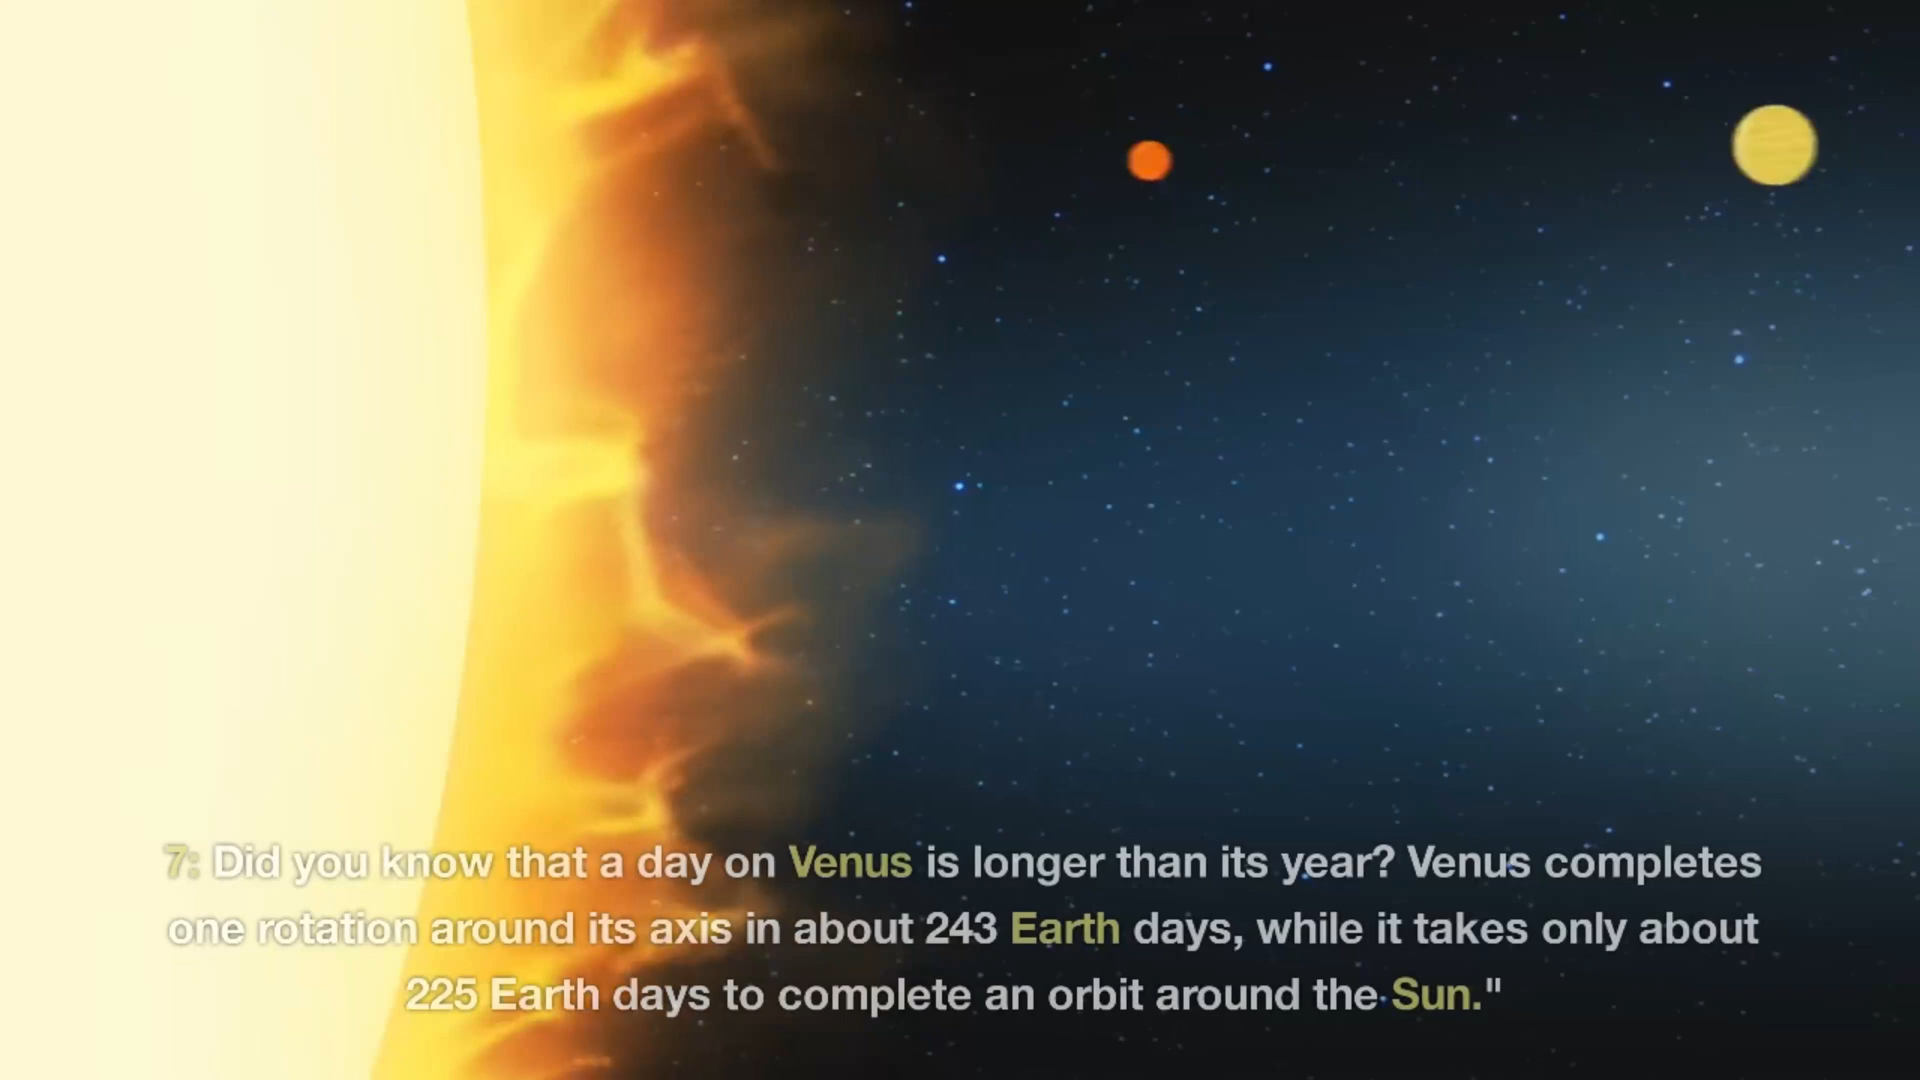 7: Did you know that a day on Venus is longer than its year? Venus completes
one rotation around its axis in about 243 Earth days, while it takes only about
225 Earth days to complete an orbit around the Sun."